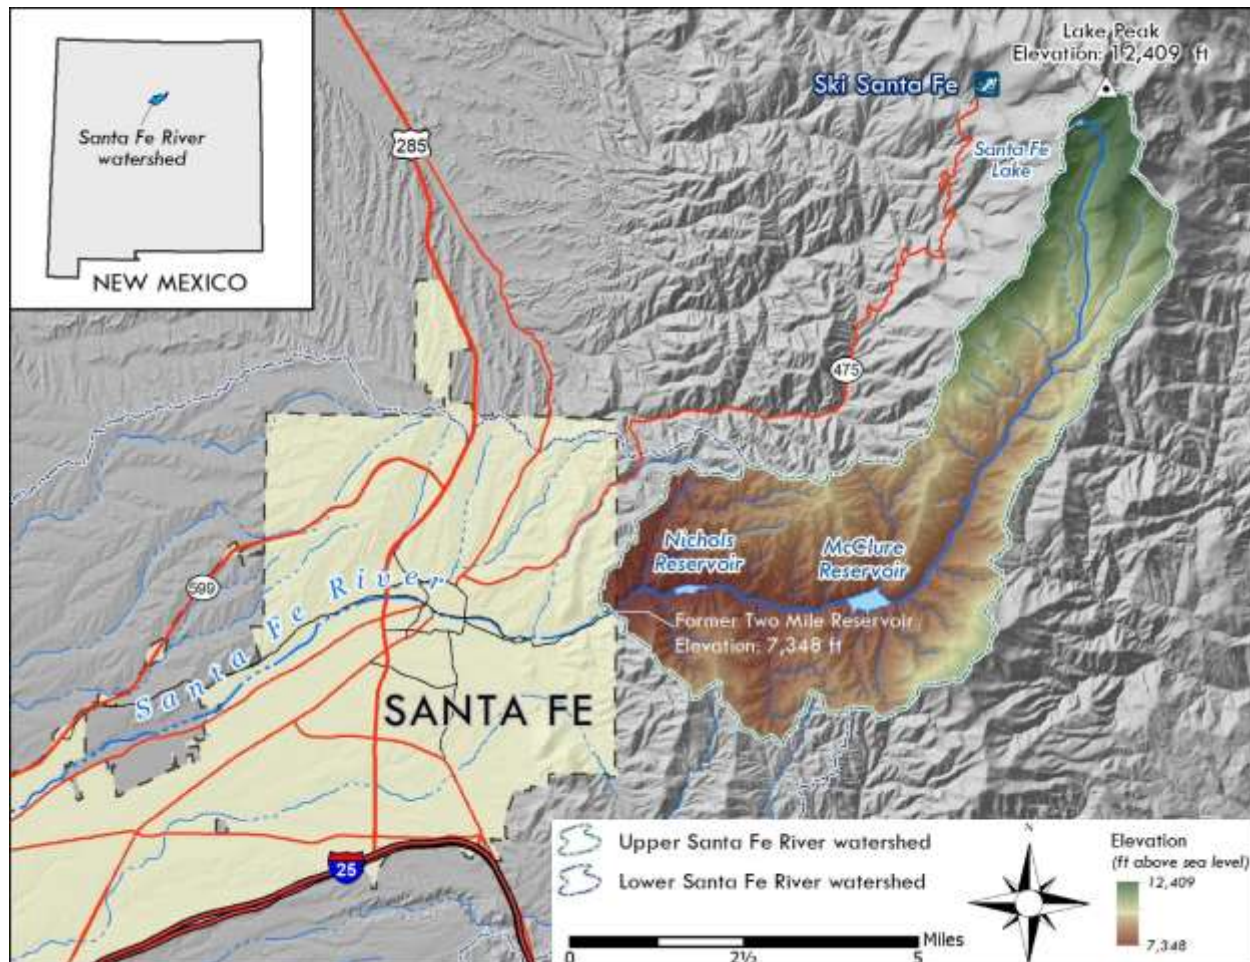 Santa Fe River
watershed
NEW MEXICO
Lake Peak
Elevation: 12,409 ft
Ski Santa Fe
285
Santa Fe
Lake
475
Nichols
Reservoir
McClure
Reservoir
599
Santa Fe River
Former Two Mile Reservoir
Elevation: 7,348 ft
SANTA FE
25
Upper Santa Fe River watershed
Lower Santa Fe River watershed
0 2½ 5 Miles
N
Elevation
(ft above sea level)
12,409
7,348